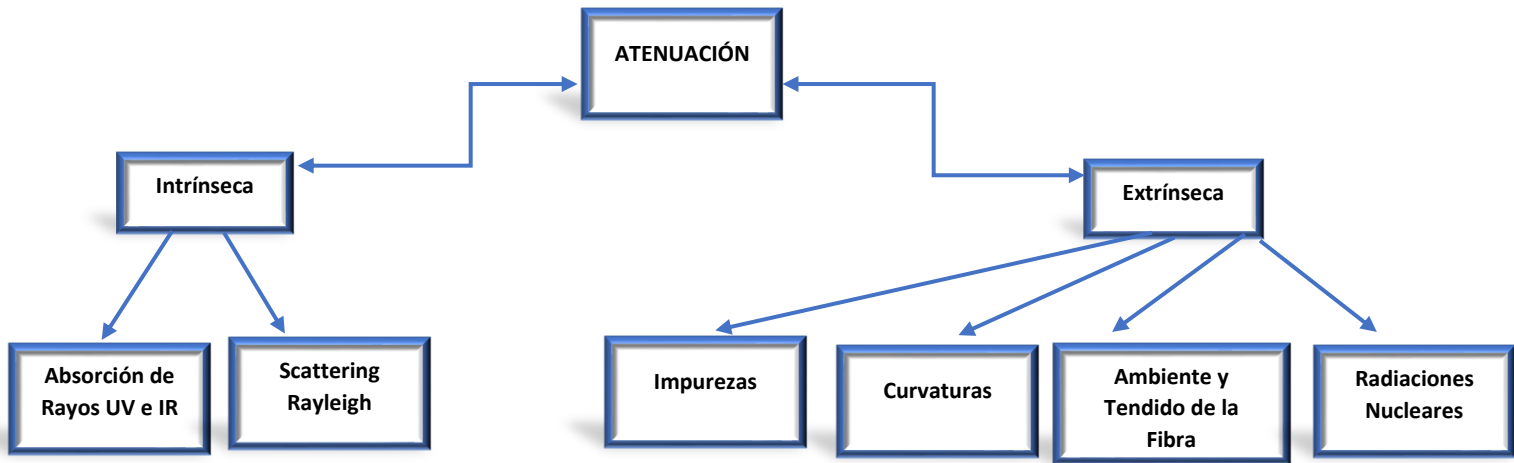 ATENUACIÓN
Intrínseca
Extrínseca
Absorción de
Rayos UV e IR
Scattering
Rayleigh
Impurezas
Curvaturas
Ambiente y
Tendido de la
Fibra
Radiaciones
Nucleares